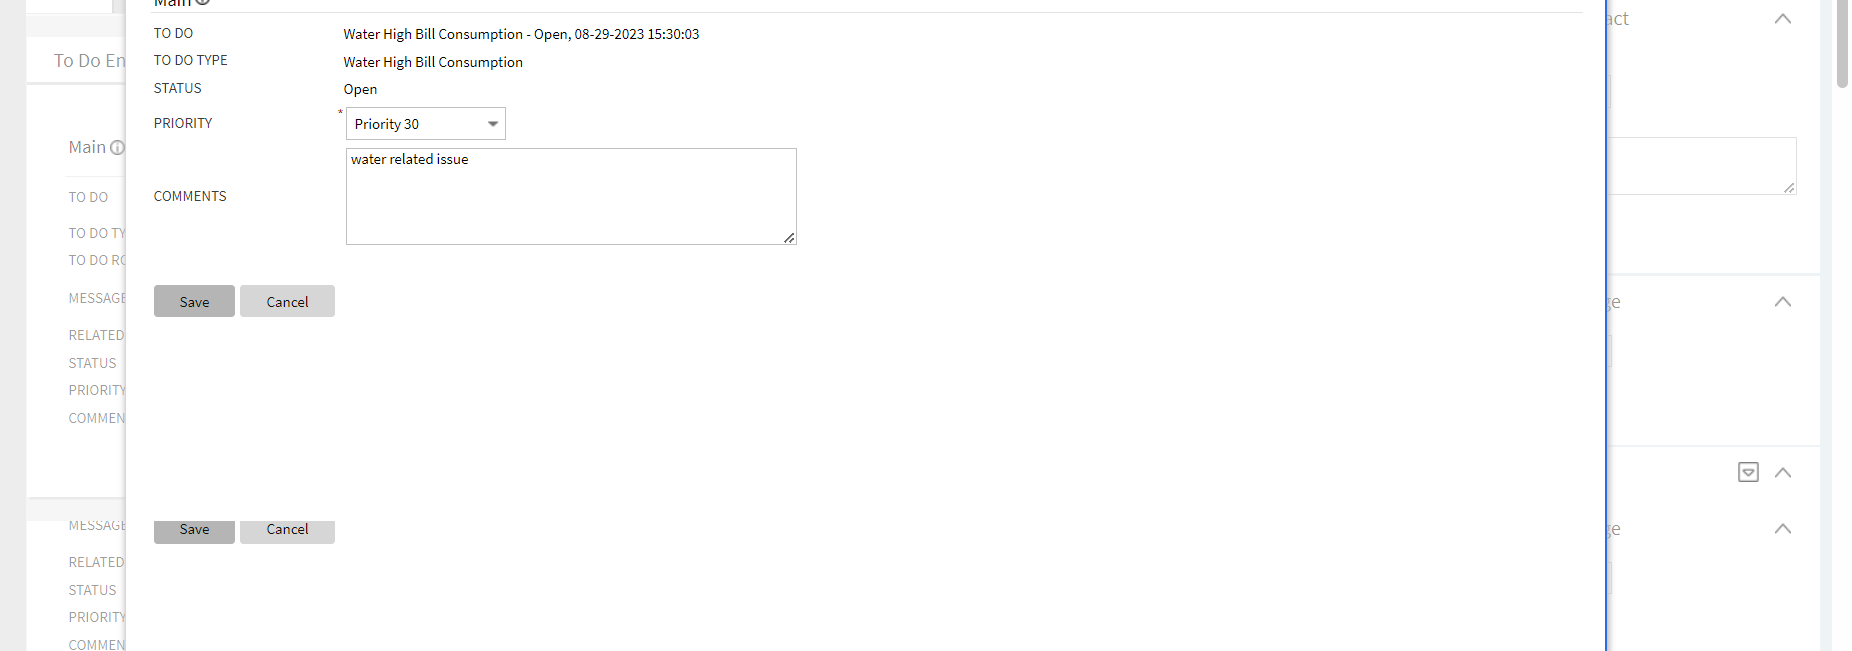 Main
act
TO DO
Water High Bill Consumption - Open, 08-29-2023 15:30:03
To Do En
TO DO TYPE
Water High Bill Consumption
STATUS
Open
PRIORITY
* Priority 30
Main
water related issue
COMMENTS
TO DO
TO DO TY
TO DO RO
MESSAGE
Save
Cancel
ge
RELATED
STATUS
PRIORITY
COMMEN
MESSAGE
Save
Cancel
ge
RELATED
STATUS
PRIORITY
COMMEN